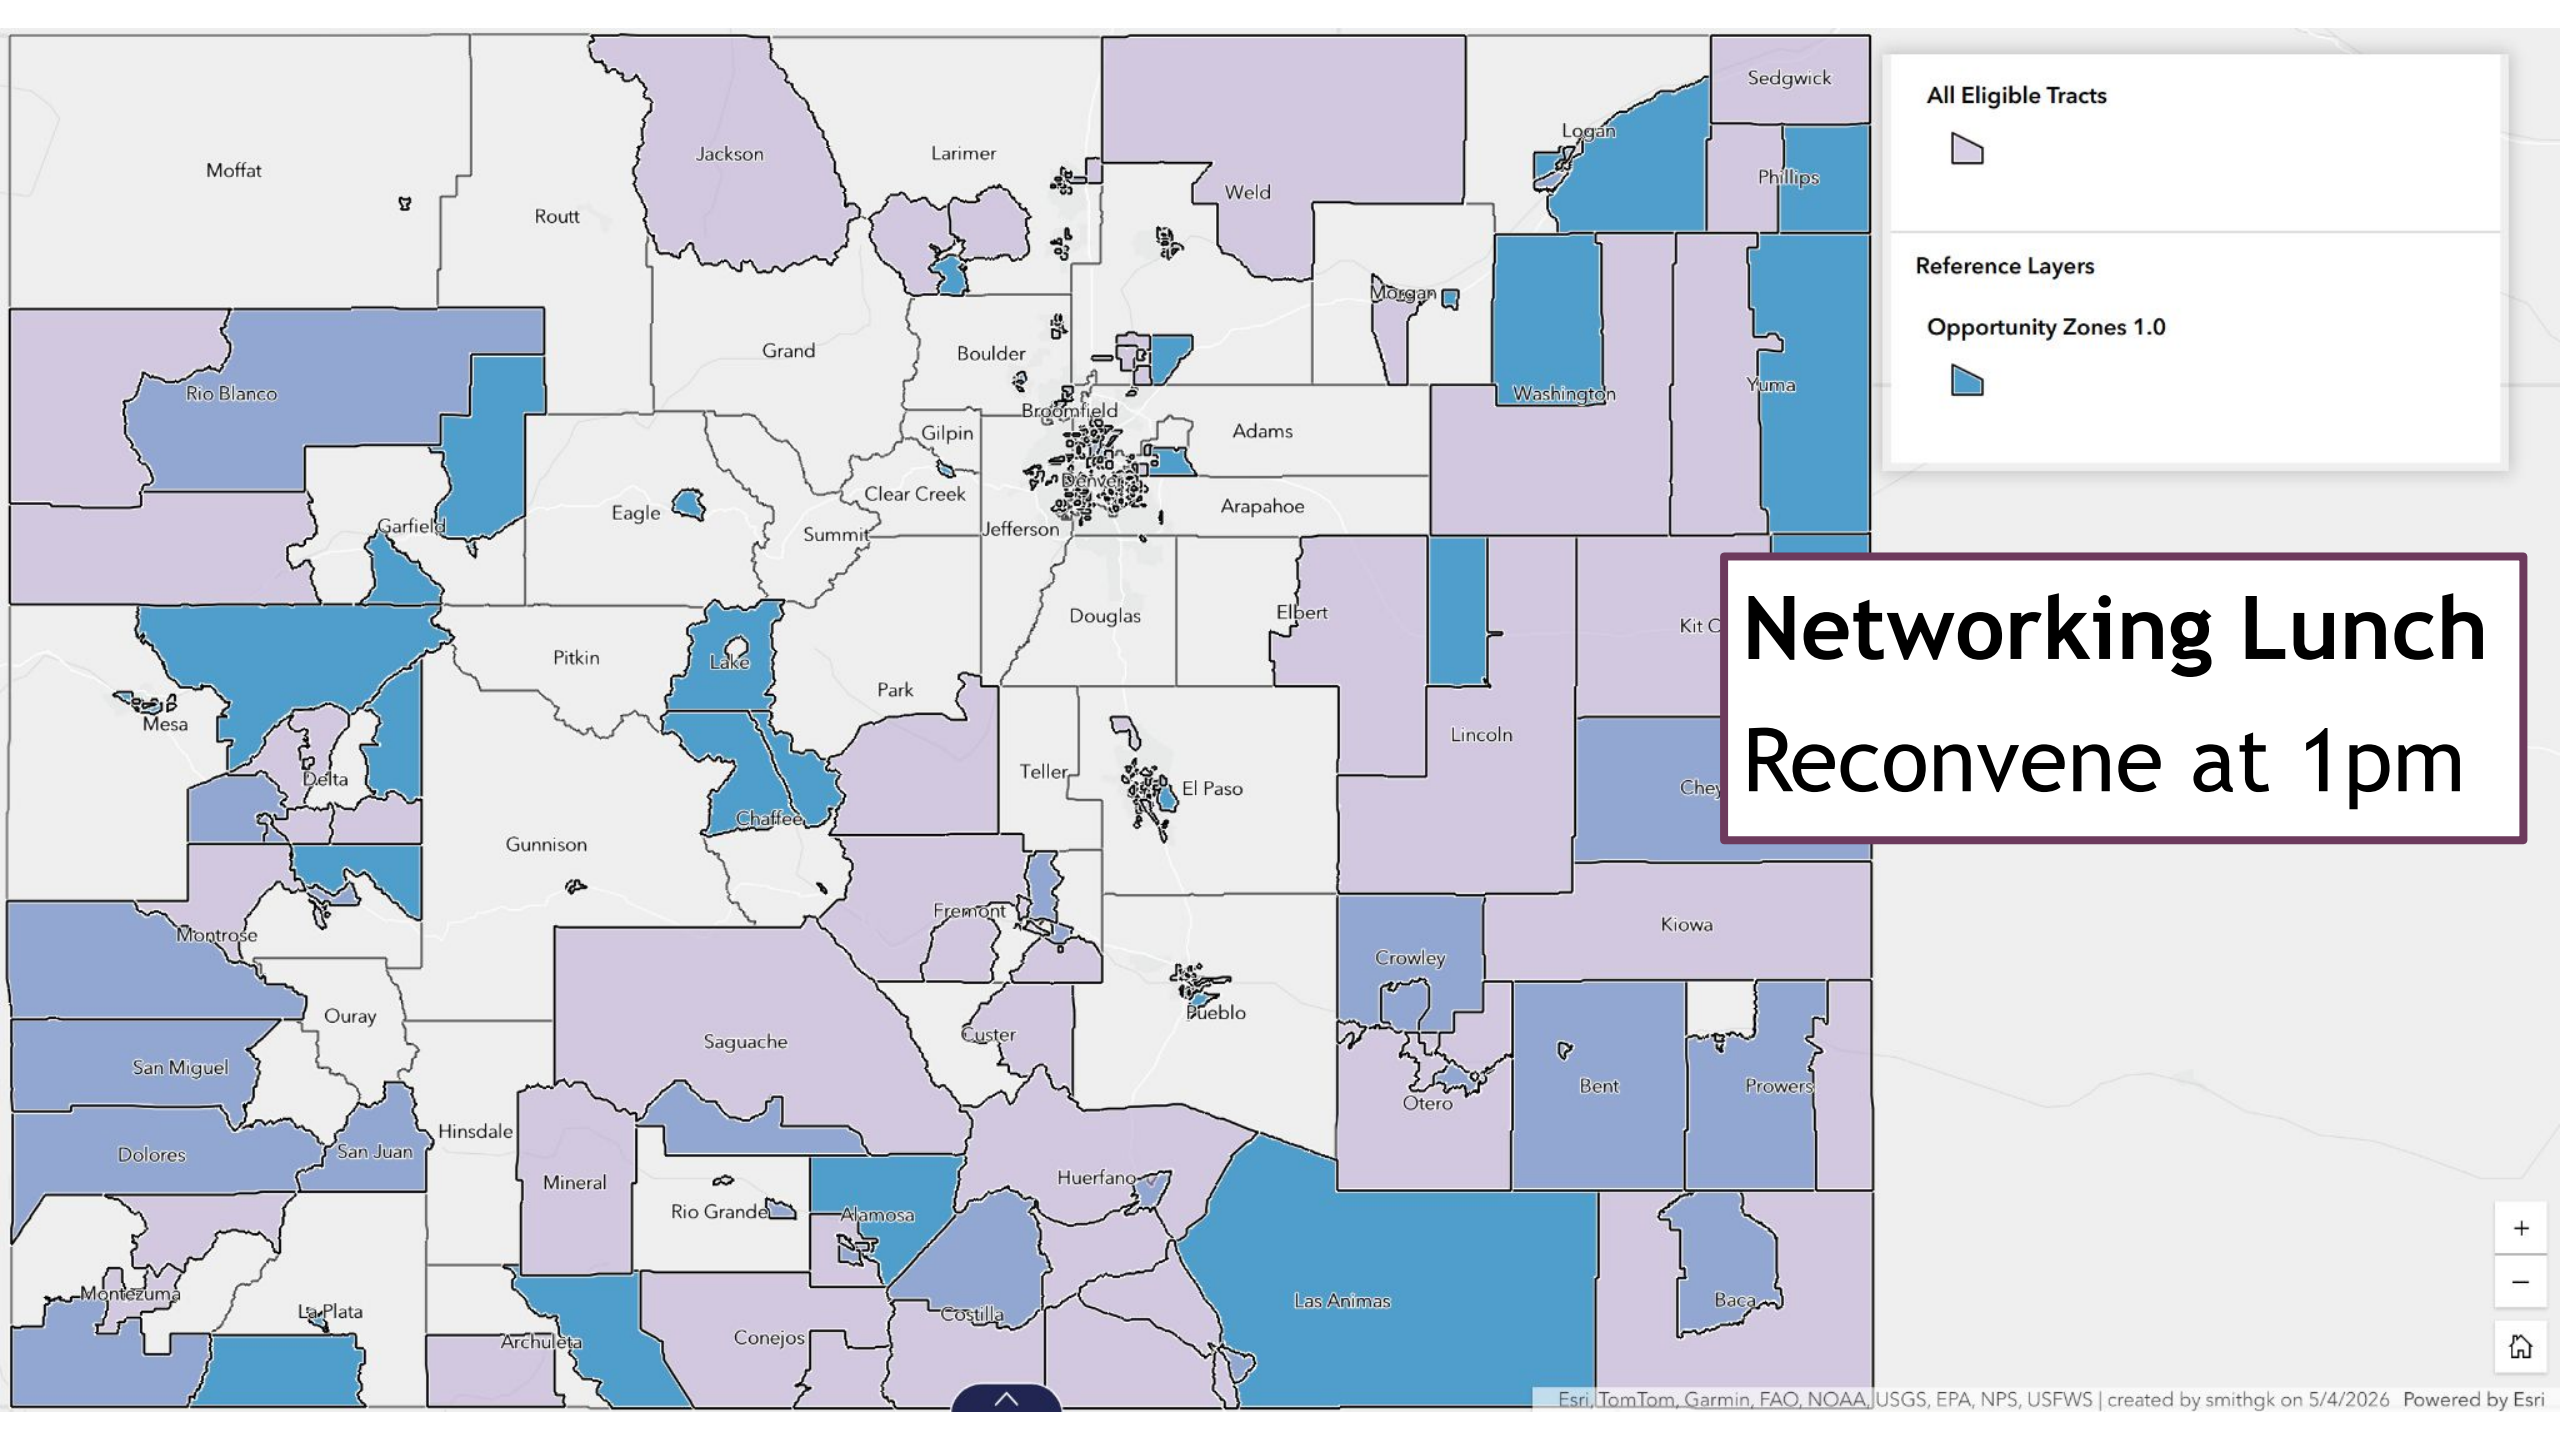 Sedgwick
Logan
Jackson
Larimer
Moffat
Phillips
Weld
Routt
Morgan
Grand
Boulder
Yuma
Rio Blanco
Washington
Broomfield
Gilpin
Adams
Denver
Clear Creek
Arapahoe
Eagle
Garfield
Summit
Jefferson
Elbert
Douglas
Kit C
Pitkin
Lake
Park
Mesa
Lincoln
Teller
Delta
El Paso
Chey
Chaffee
Gunnison
Fremont
Kiowa
Montrose
Crowley
Ouray
Pueblo
Custer
Saguache
San Miguel
Bent
Prowers
Otero
Hinsdale
San Juan
Dolores
Huerfano
Mineral
Rio Grande
Alamosa
Montezuma
Las Animas
Baca
La Plata
Costilla
Conejos
Archuleta
All Eligible Tracts
Reference Layers
Opportunity Zones 1.0
Networking Lunch
Reconvene at 1pm
+
−
Esri, TomTom, Garmin, FAO, NOAA, USGS, EPA, NPS, USFWS | created by smithgk on 5/4/2026 Powered by Esri